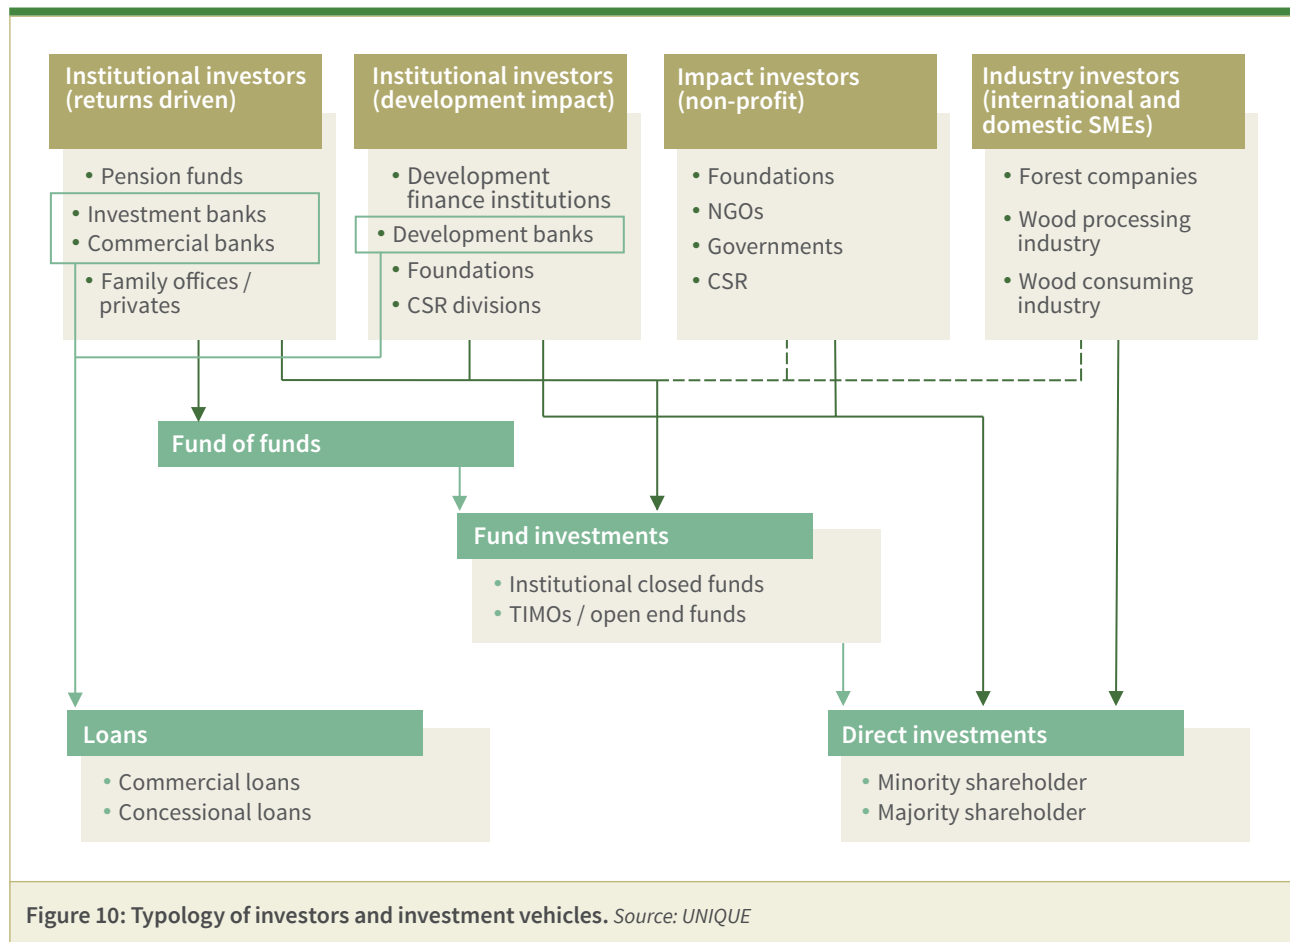 Institutional investors
(returns driven)
• Pension funds
• Investment banks
• Commercial banks
• Family offices /
privates
Institutional investors
(development impact)
• Development
finance institutions
• Development banks
• Foundations
• CSR divisions
Impact investors
(non-profit)
• Foundations
• NGOs
• Governments
• CSR
Industry investors
(international and
domestic SMEs)
• Forest companies
• Wood processing
industry
• Wood consuming
industry
Fund of funds
Fund investments
• Institutional closed funds
• TIMOs / open end funds
Loans
• Commercial loans
• Concessional loans
Direct investments
• Minority shareholder
• Majority shareholder
Figure 10: Typology of investors and investment vehicles. Source: UNIQUE